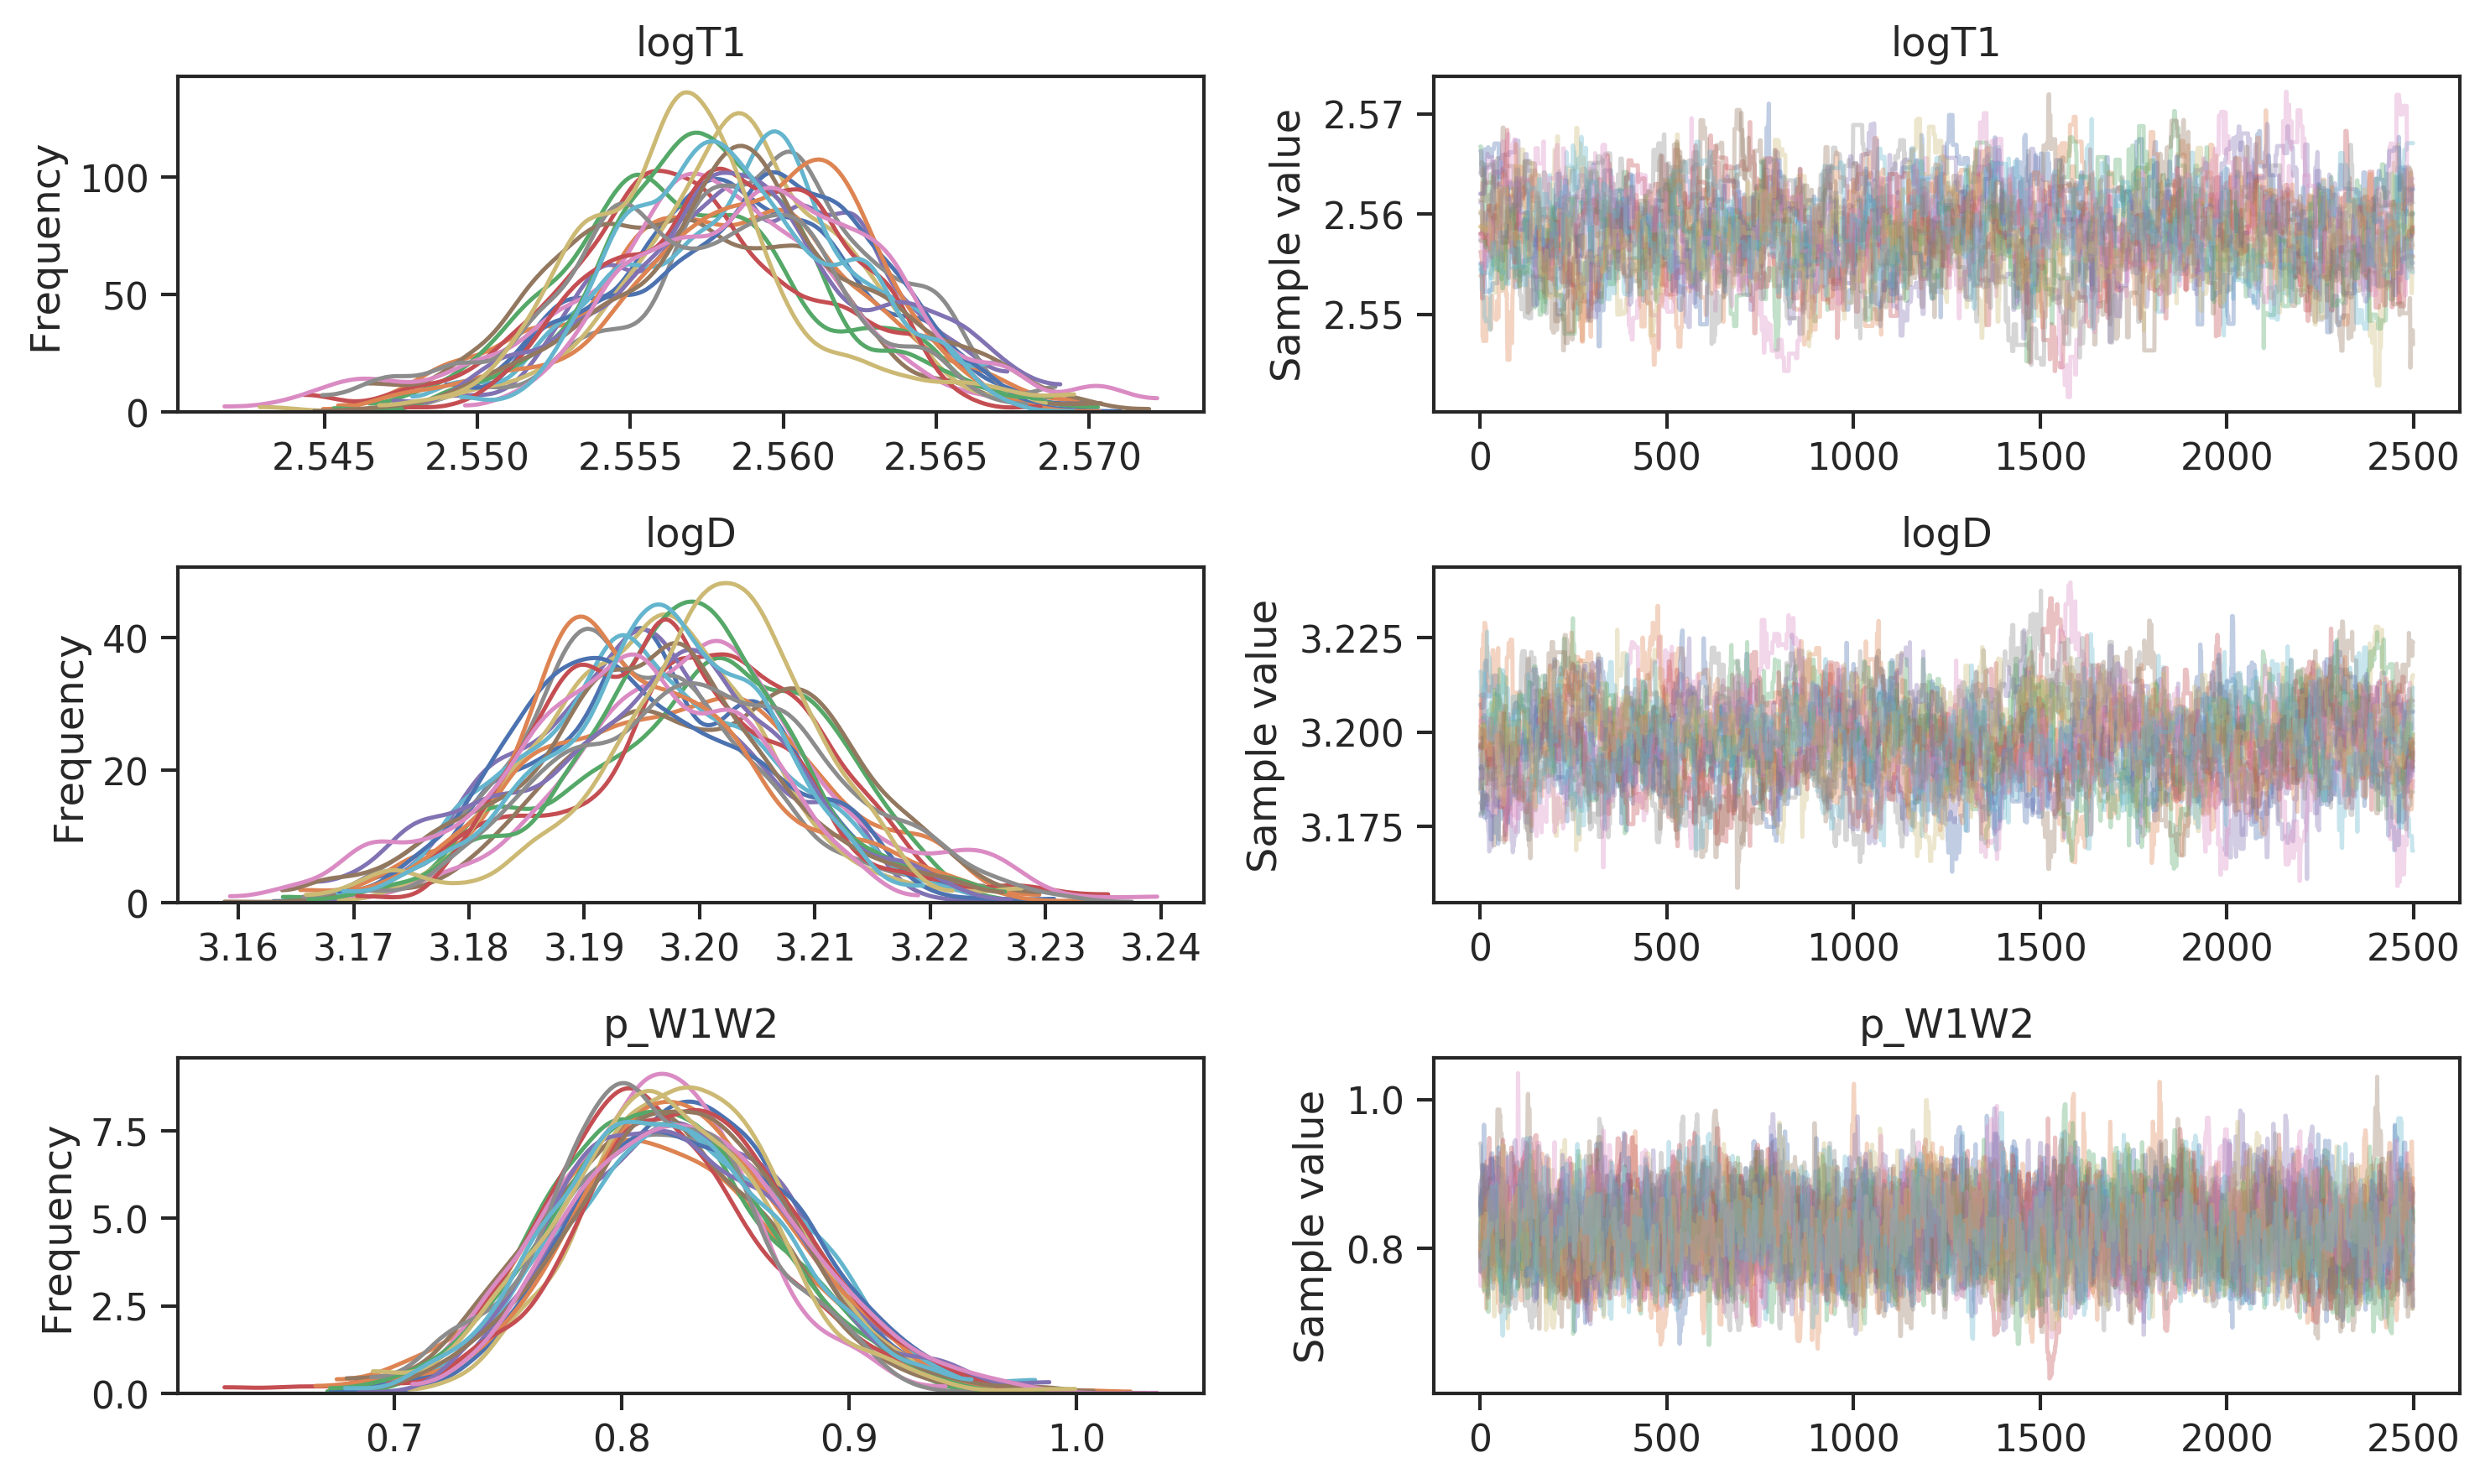 logT1
logT1
Frequency
100
50
0
2.545 2.550 2.555 2.560 2.565 2.570
Sample value
2.57
2.56
2.55
0 500 1000 1500 2000 2500
logD
logD
Frequency
40
20
0
3.16 3.17 3.18 3.19 3.20 3.21 3.22 3.23 3.24
Sample value
3.225
3.200
3.175
0 500 1000 1500 2000 2500
p_W1W2
p_W1W2
Frequency
7.5
5.0
2.5
0.0
0.7 0.8 0.9 1.0
Sample value
1.0
0.8
0 500 1000 1500 2000 2500